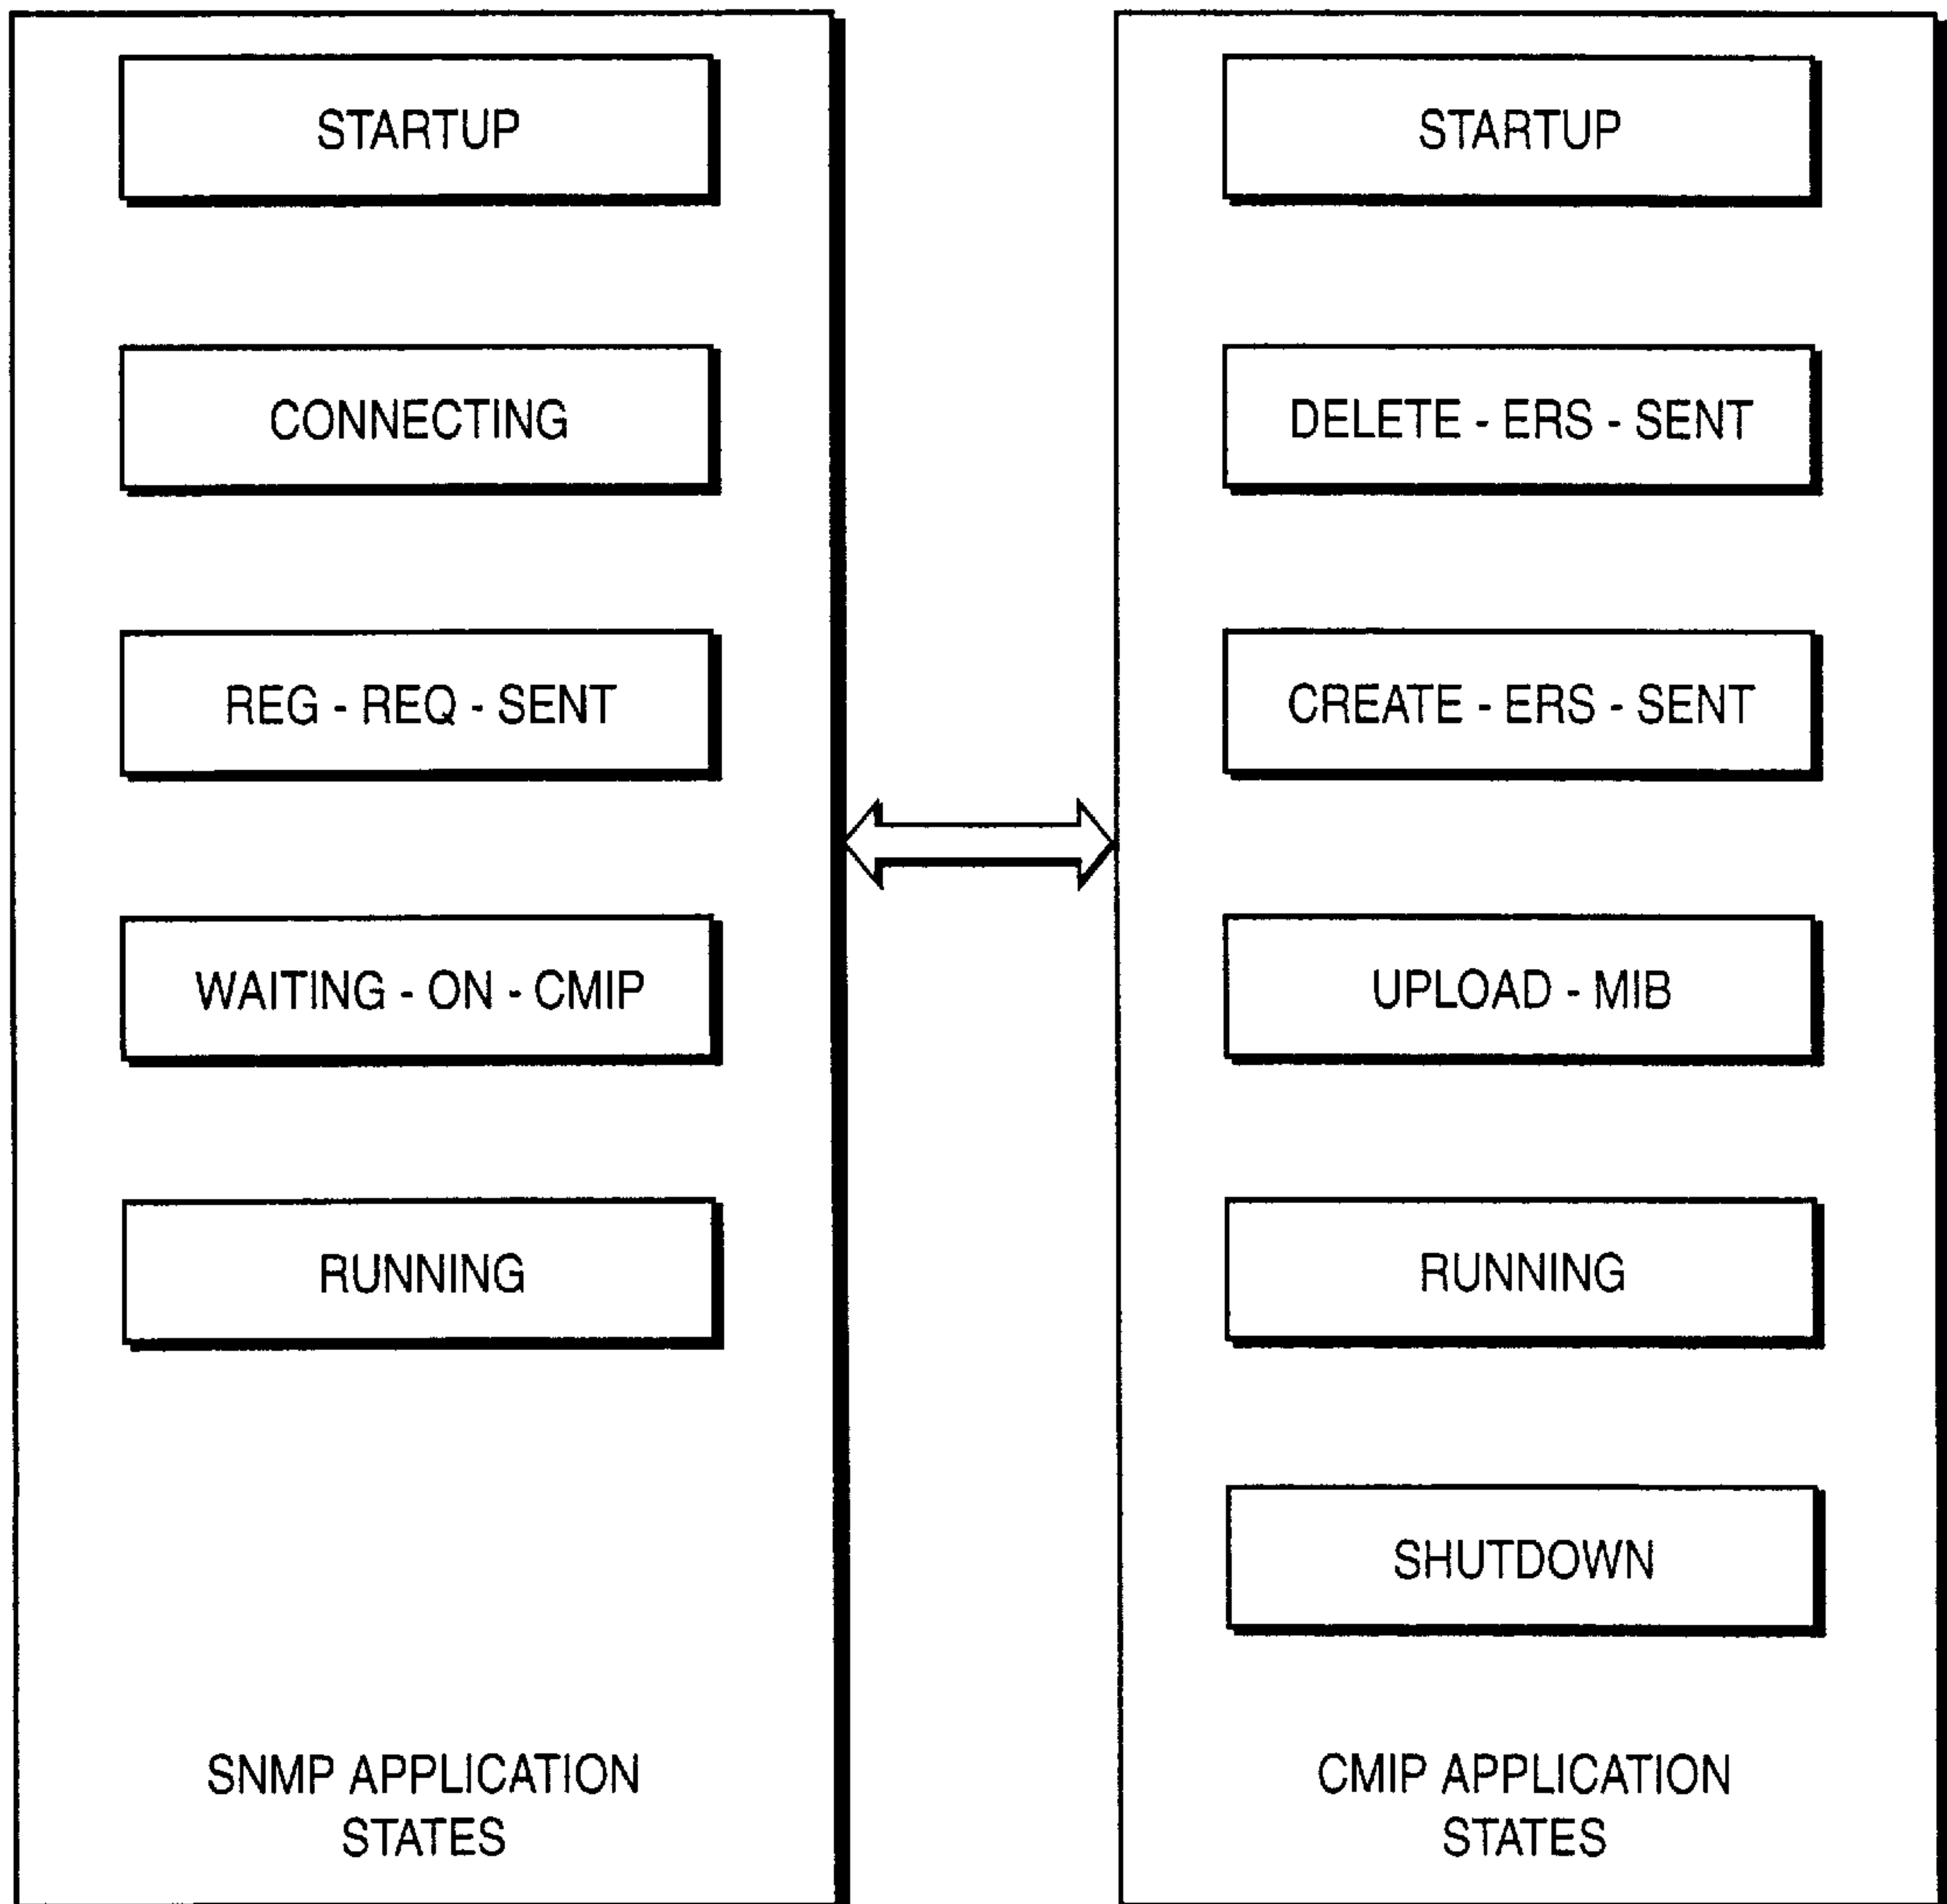 STARTUP
CONNECTING
REG - REQ - SENT
WAITING - ON - CMIP
RUNNING
SNMP APPLICATION
STATES
STARTUP
DELETE - ERS - SENT
CREATE - ERS - SENT
UPLOAD - MIB
RUNNING
SHUTDOWN
CMIP APPLICATION
STATES